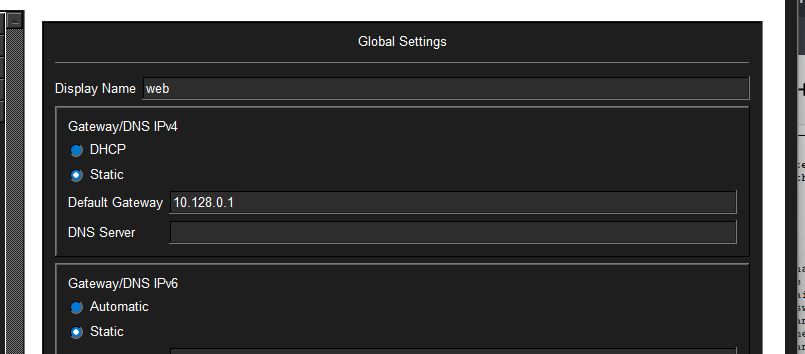 Global Settings
Display Name web
Gateway/DNS IPv4
DHCP
Static
Default Gateway 10.128.0.1
DNS Server
Gateway/DNS IPv6
Automatic
Static